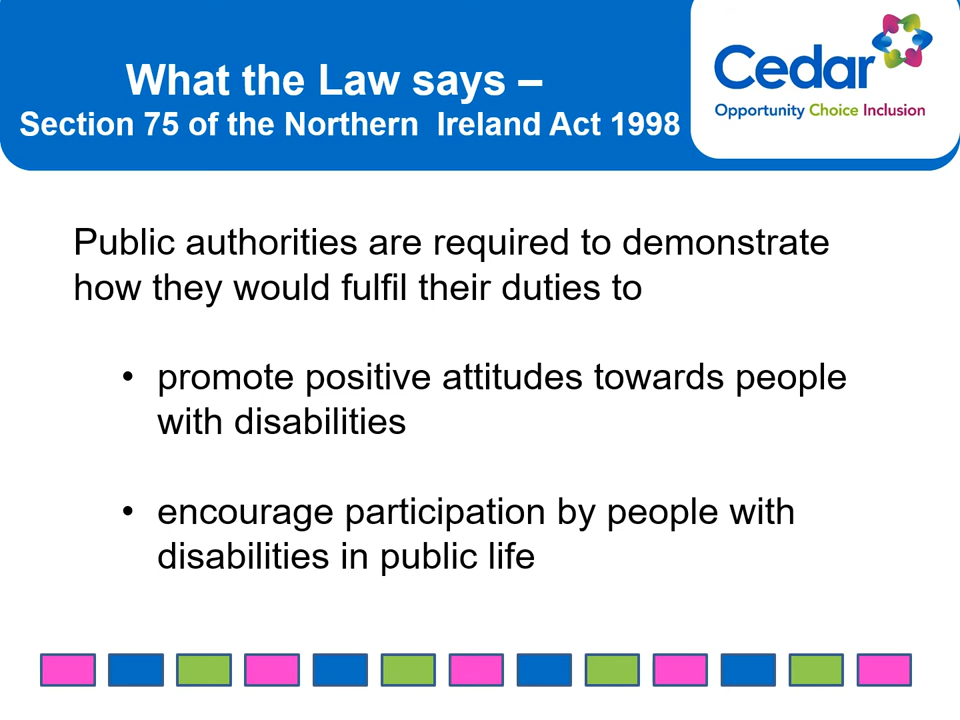 What the Law says –
Section 75 of the Northern Ireland Act 1998
Cedar
Opportunity Choice Inclusion
Public authorities are required to demonstrate
how they would fulfil their duties to
• promote positive attitudes towards people
with disabilities
• encourage participation by people with
disabilities in public life